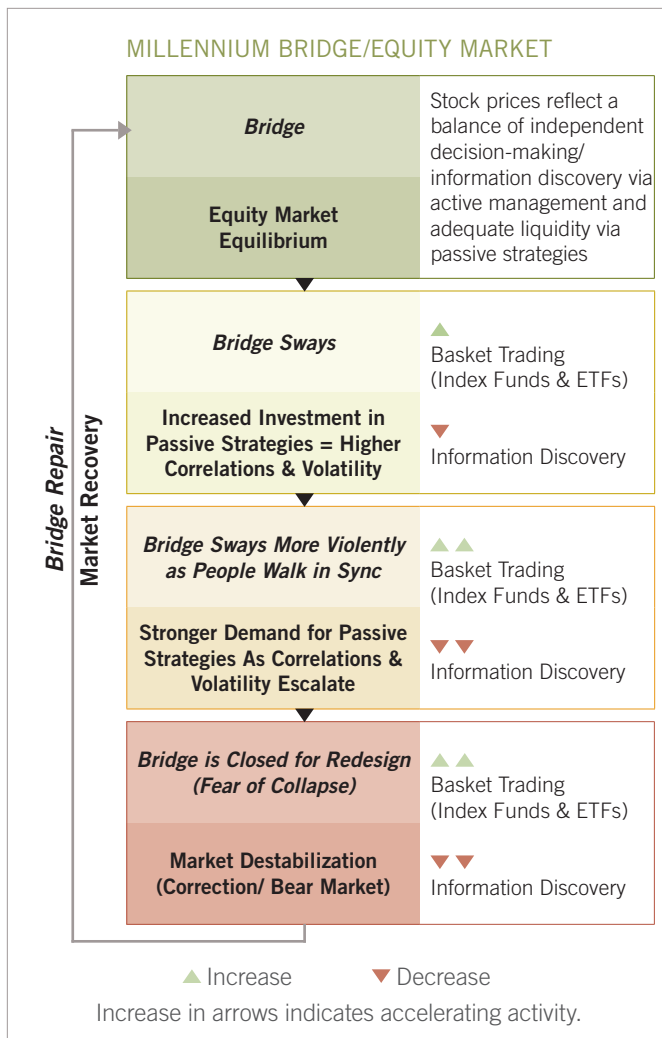 MILLENNIUM BRIDGE/EQUITY MARKET
Bridge
Equity Market
Equilibrium
Stock prices reflect a
balance of independent
decision-making/
information discovery via
active management and
adequate liquidity via
passive strategies
Bridge Sways
Increased Investment in
Passive Strategies = Higher
Correlations & Volatility
Basket Trading
(Index Funds & ETFs)
Information Discovery
Bridge Sways More Violently
as People Walk in Sync
Stronger Demand for Passive
Strategies As Correlations &
Volatility Escalate
Basket Trading
(Index Funds & ETFs)
Information Discovery
Bridge is Closed for Redesign
(Fear of Collapse)
Market Destabilization
(Correction/ Bear Market)
Basket Trading
(Index Funds & ETFs)
Information Discovery
Bridge Repair
Market Recovery
Increase
Decrease
Increase in arrows indicates accelerating activity.